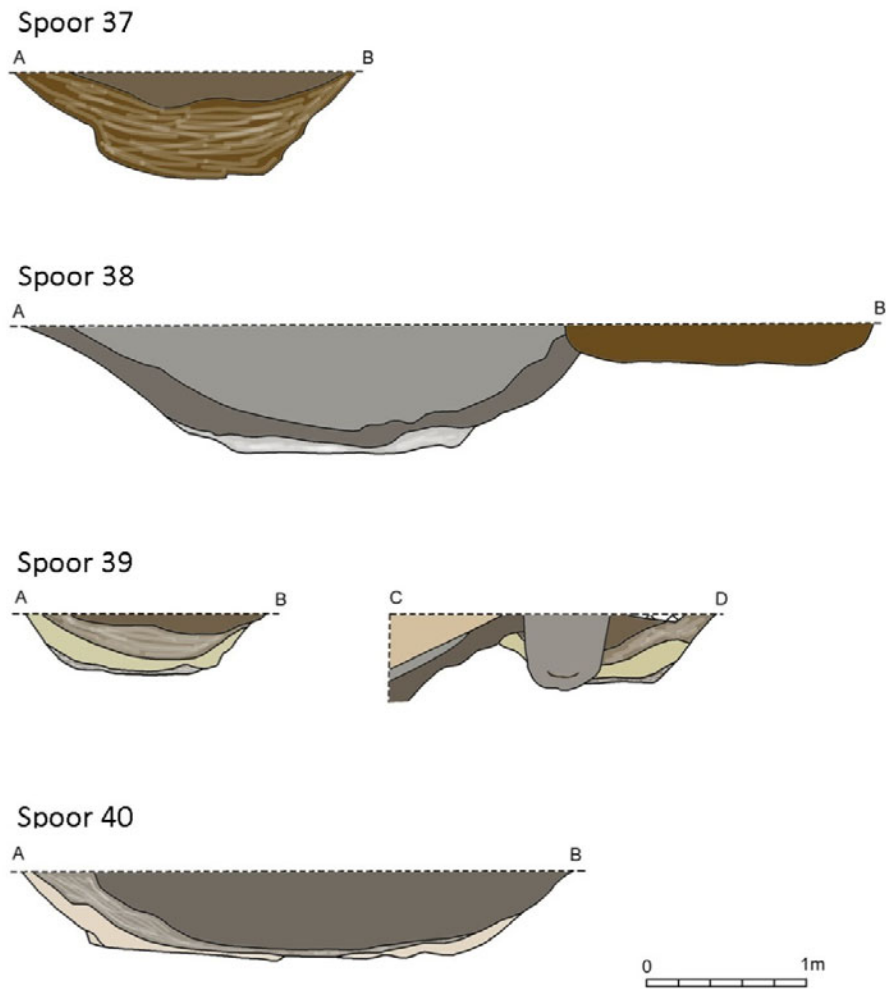 Spoor 37
A B
Spoor 38
A B
Spoor 39
A B C D
Spoor 40
A B
0 1m